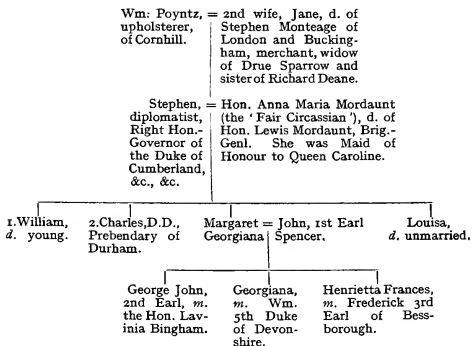 Wm. Poyntz, = 2nd wife, Jane, d. of
upholsterer, Stephen Monteage of
of Cornhill. London and Bucking-
ham, merchant, widow
of Drue Sparrow and
sister of Richard Deane.
Stephen, = Hon. Anna Maria Mordaunt
diplomatist, (the ‘ Fair Circassian ’), d. of
Right Hon.- Hon. Lewis Mordaunt, Brig.-
Governor of Genl. She was Maid of
the Duke of Honour to Queen Caroline.
Cumberland,
&c., &c.
1. William, 2. Charles, D.D., Margaret = John, 1st Earl Louisa,
d. young. Prebendary of Georgiana Spencer. d. unmarried.
Durham.
George John, Georgiana, Henrietta Frances,
2nd Earl, m. m. Wm. m. Frederick 3rd
the Hon. La- 5th Duke Earl of Bess-
vinia Bingham. of Devon- borough.
shire.